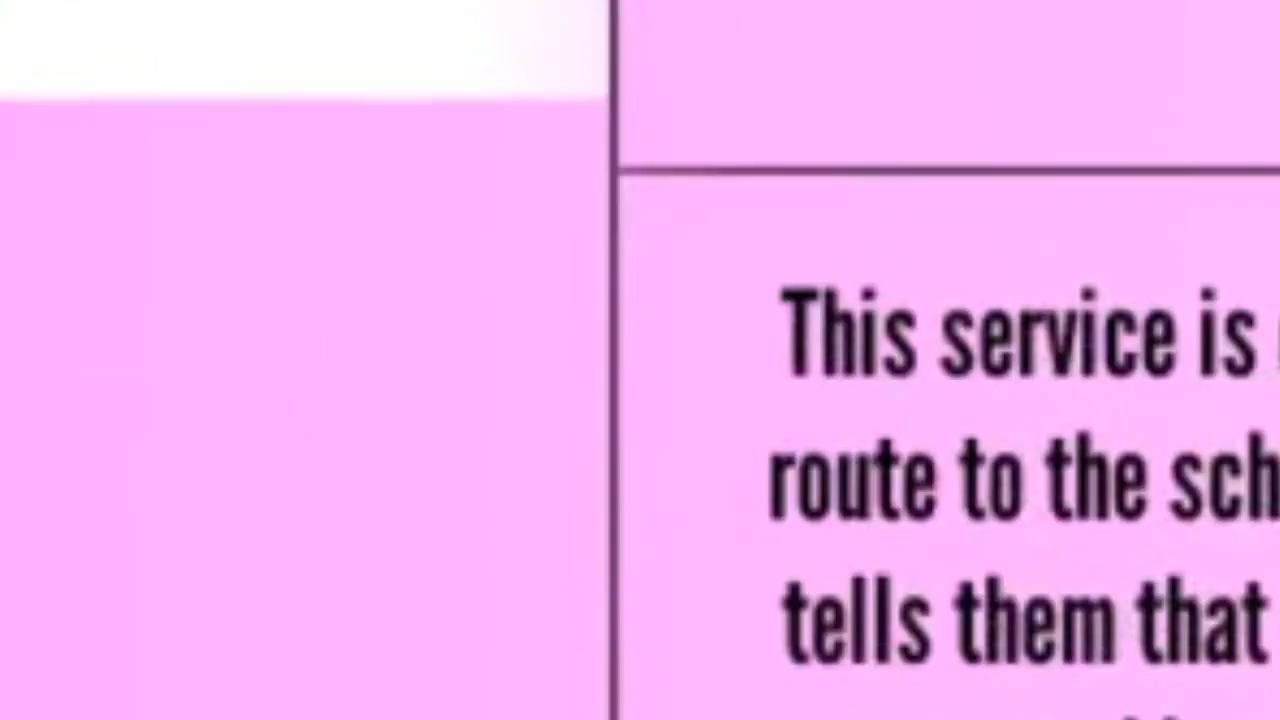 This service is
route to the sch
tells them that